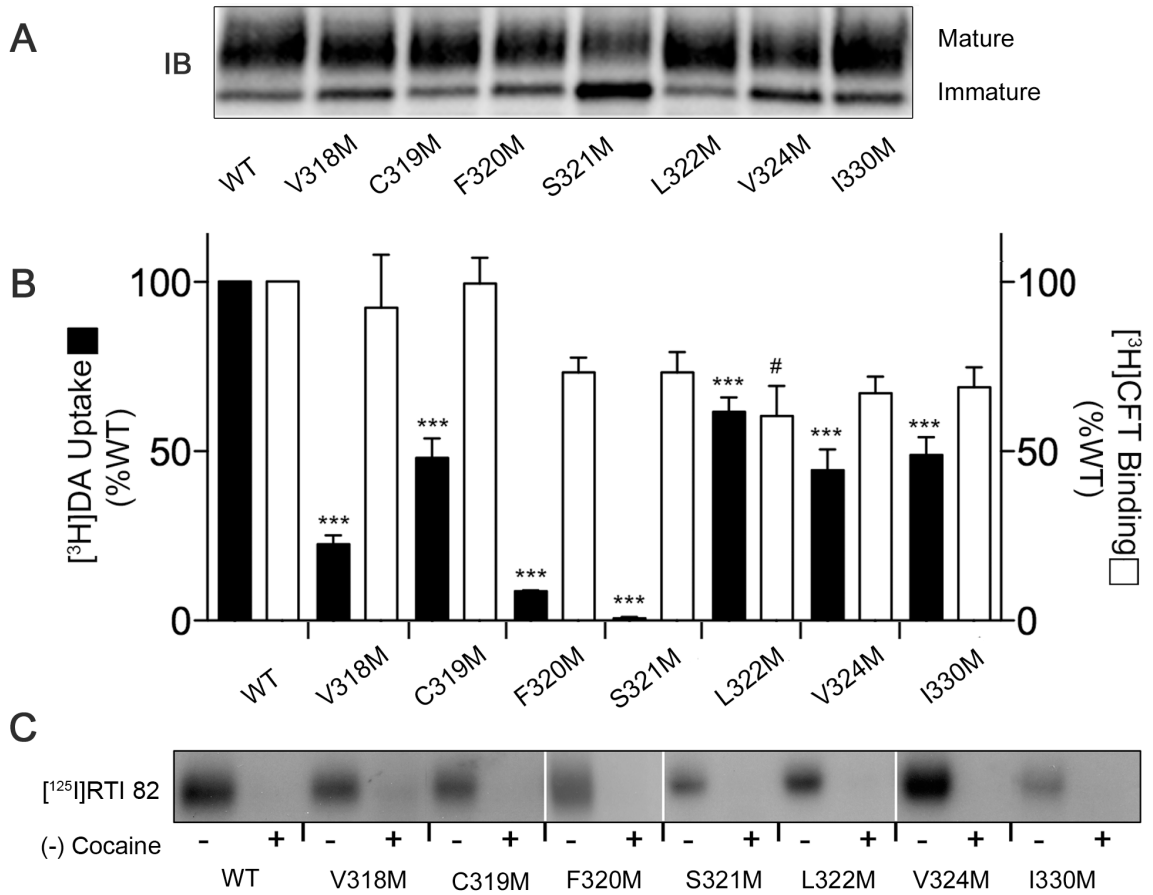 A
IB
Mature
Immature
WT V318M C319M F320M S321M L322M V324M I330M
B
[³H]DA Uptake
(%WT)
100
50
0
*** *** *** *** *** # *** ***
100
50
0
[³H]CFT Binding
(%WT)
WT V318M C319M F320M S321M L322M V324M I330M
C
[¹²⁵I]RTI 82
(-) Cocaine - + - + - + - + - + - + - + - +
WT V318M C319M F320M S321M L322M V324M I330M